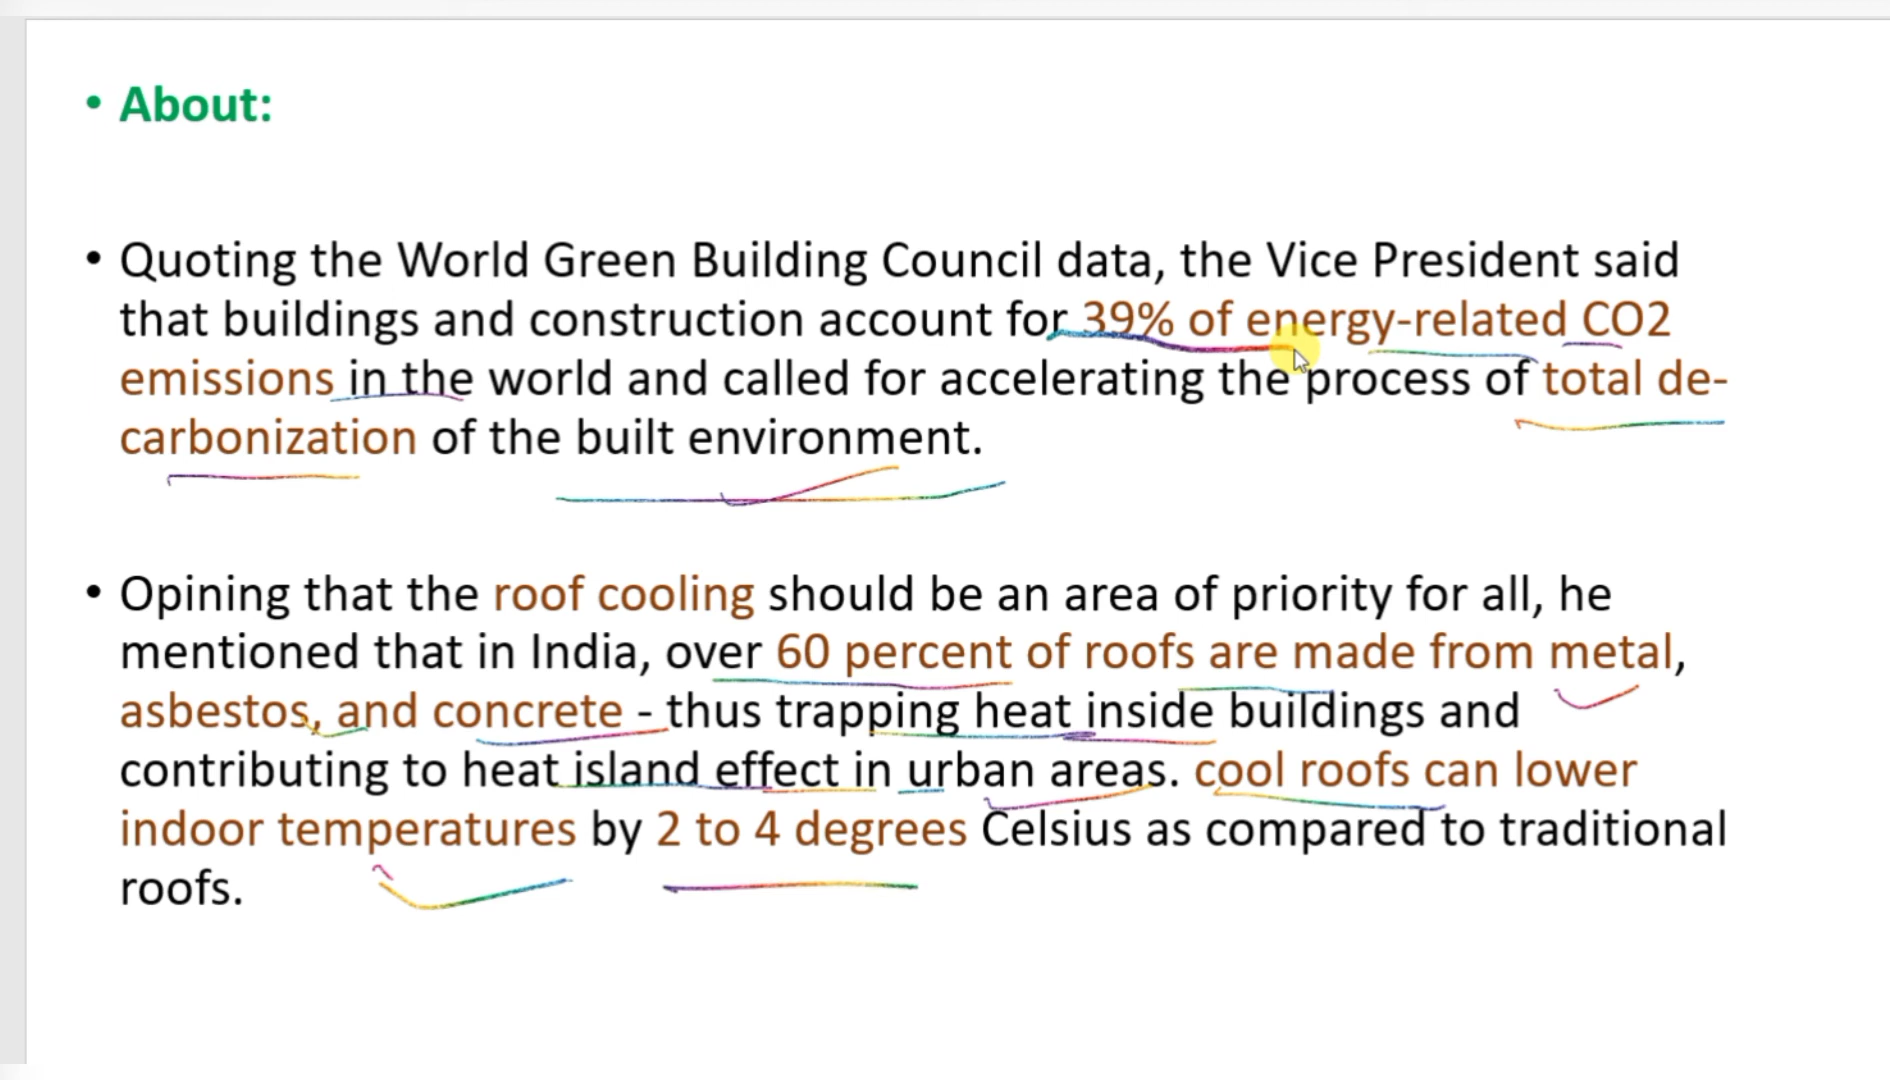 • About:
• Quoting the World Green Building Council data, the Vice President said
that buildings and construction account for 39% of energy-related CO2
emissions in the world and called for accelerating the process of total de-
carbonization of the built environment.
• Opining that the roof cooling should be an area of priority for all, he
mentioned that in India, over 60 percent of roofs are made from metal,
asbestos, and concrete - thus trapping heat inside buildings and
contributing to heat island effect in urban areas. cool roofs can lower
indoor temperatures by 2 to 4 degrees Celsius as compared to traditional
roofs.